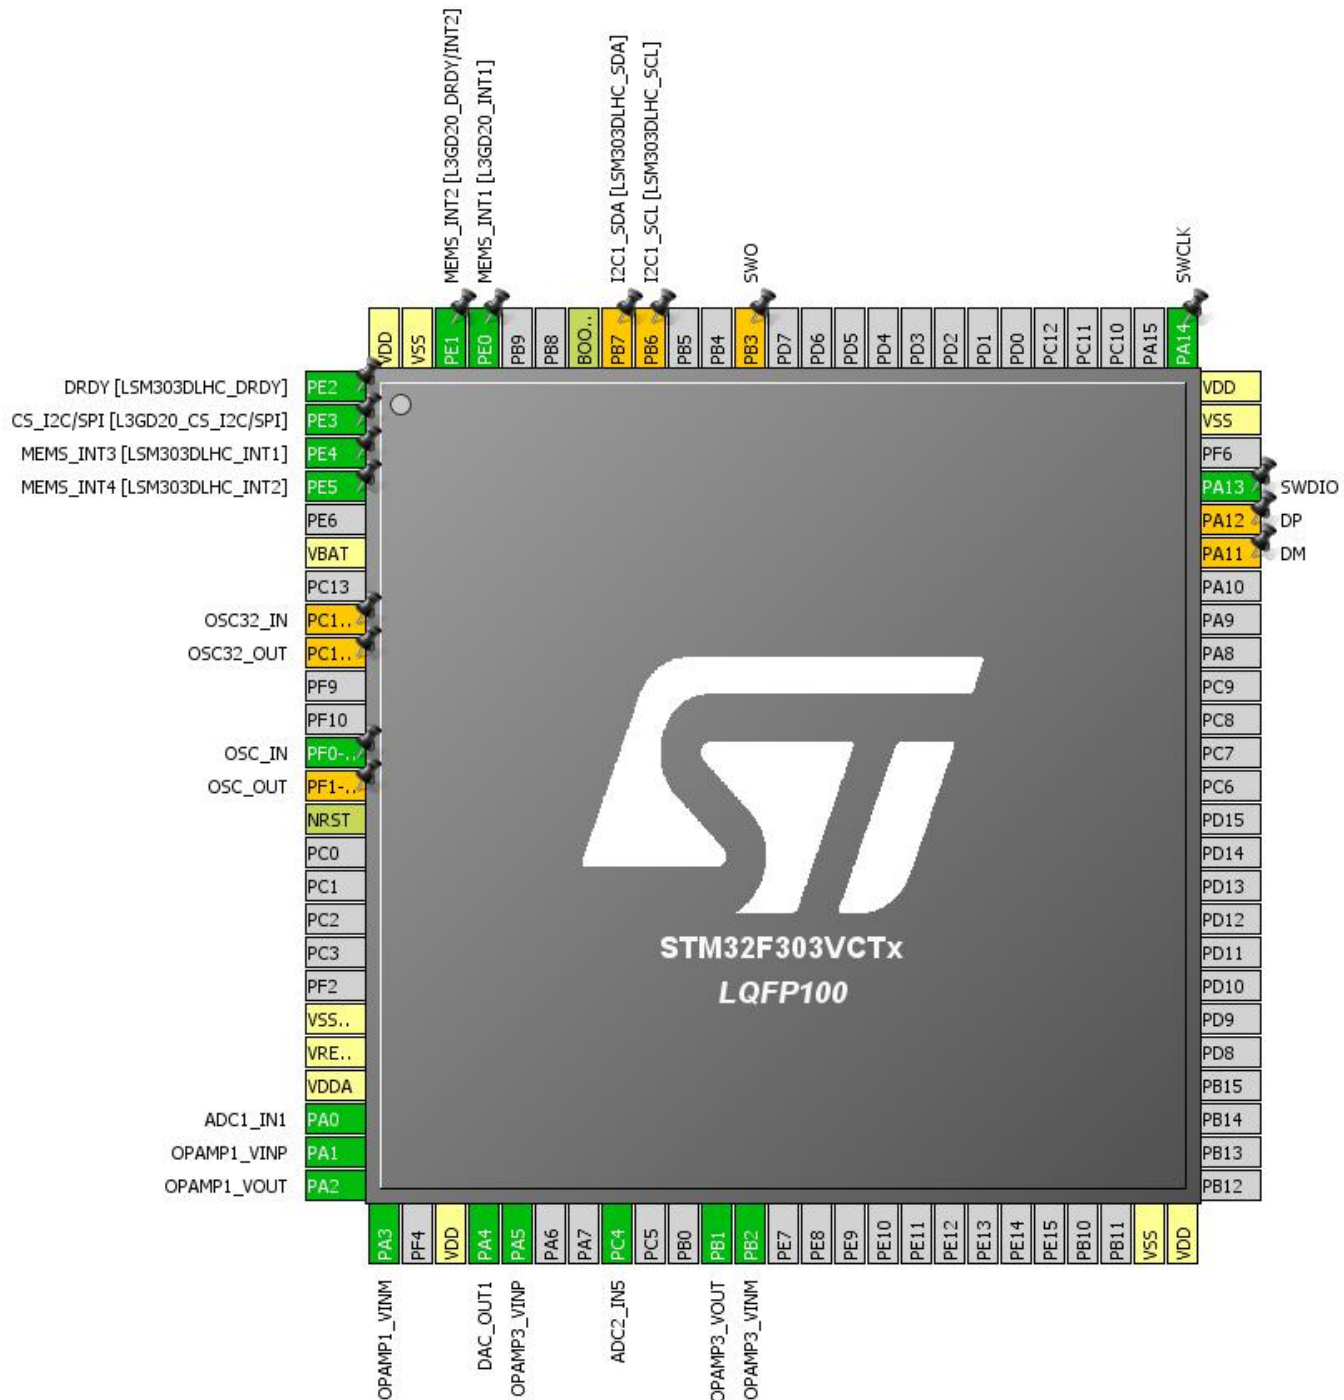 MEMS_INT2 [L3GD20_DRDY/INT2]
MEMS_INT1 [L3GD20_INT1]
I2C1_SDA [LSM303DLHC_SDA]
I2C1_SCL [LSM303DLHC_SCL]
SWO
SWCLK
VDD
VSS
PE1
PE0
PB9
PB8
BOO..
PB7
PB6
PB5
PB4
PB3
PD7
PD6
PD5
PD4
PD3
PD2
PD1
PD0
PC12
PC11
PC10
PA15
PA14
DRDY [LSM303DLHC_DRDY] PE2
CS_I2C/SPI [L3GD20_CS_I2C/SPI] PE3
MEMS_INT3 [LSM303DLHC_INT1] PE4
MEMS_INT4 [LSM303DLHC_INT2] PE5
PE6
VBAT
PC13
OSC32_IN PC1..
OSC32_OUT PC1..
PF9
PF10
OSC_IN PF0-..
OSC_OUT PF1-..
NRST
PC0
PC1
PC2
PC3
PF2
VSS..
VRE..
VDDA
ADC1_IN1 PA0
OPAMP1_VINP PA1
OPAMP1_VOUT PA2
STM32F303VCTx
LQFP100
VDD
VSS
PF6
PA13 SWDIO
PA12 DP
PA11 DM
PA10
PA9
PA8
PC9
PC8
PC7
PC6
PD15
PD14
PD13
PD12
PD11
PD10
PD9
PD8
PB15
PB14
PB13
PB12
PA3
PF4
VDD
PA4
PA5
PA6
PA7
PC4
PC5
PB0
PB1
PB2
PE7
PE8
PE9
PE10
PE11
PE12
PE13
PE14
PE15
PB10
PB11
VSS
VDD
OPAMP1_VINM
DAC_OUT1
OPAMP3_VINP
ADC2_IN5
OPAMP3_VOUT
OPAMP3_VINM